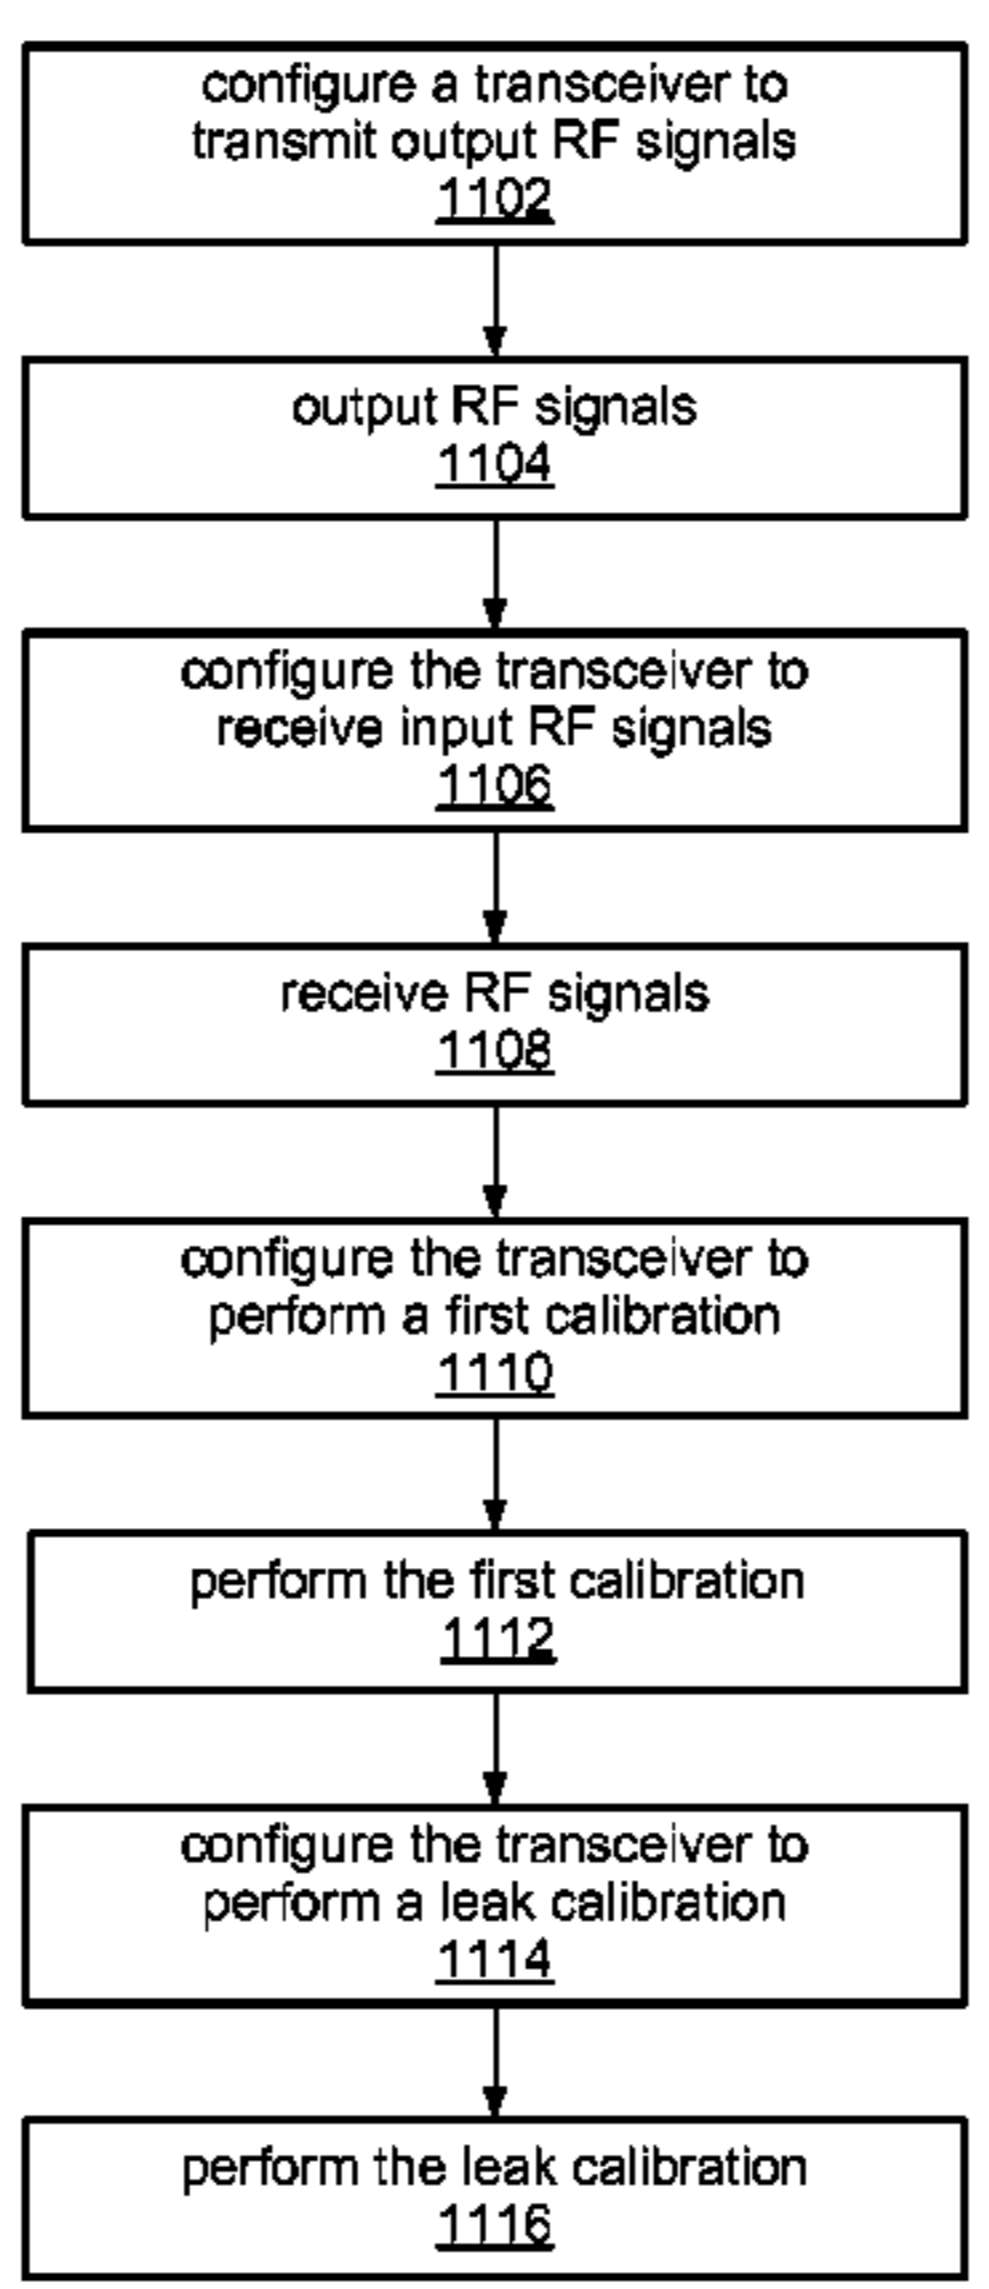 configure a transceiver to
transmit output RF signals
1102
output RF signals
1104
configure the transceiver to
receive input RF signals
1106
receive RF signals
1108
configure the transceiver to
perform a first calibration
1110
perform the first calibration
1112
configure the transceiver to
perform a leak calibration
1114
perform the leak calibration
1116